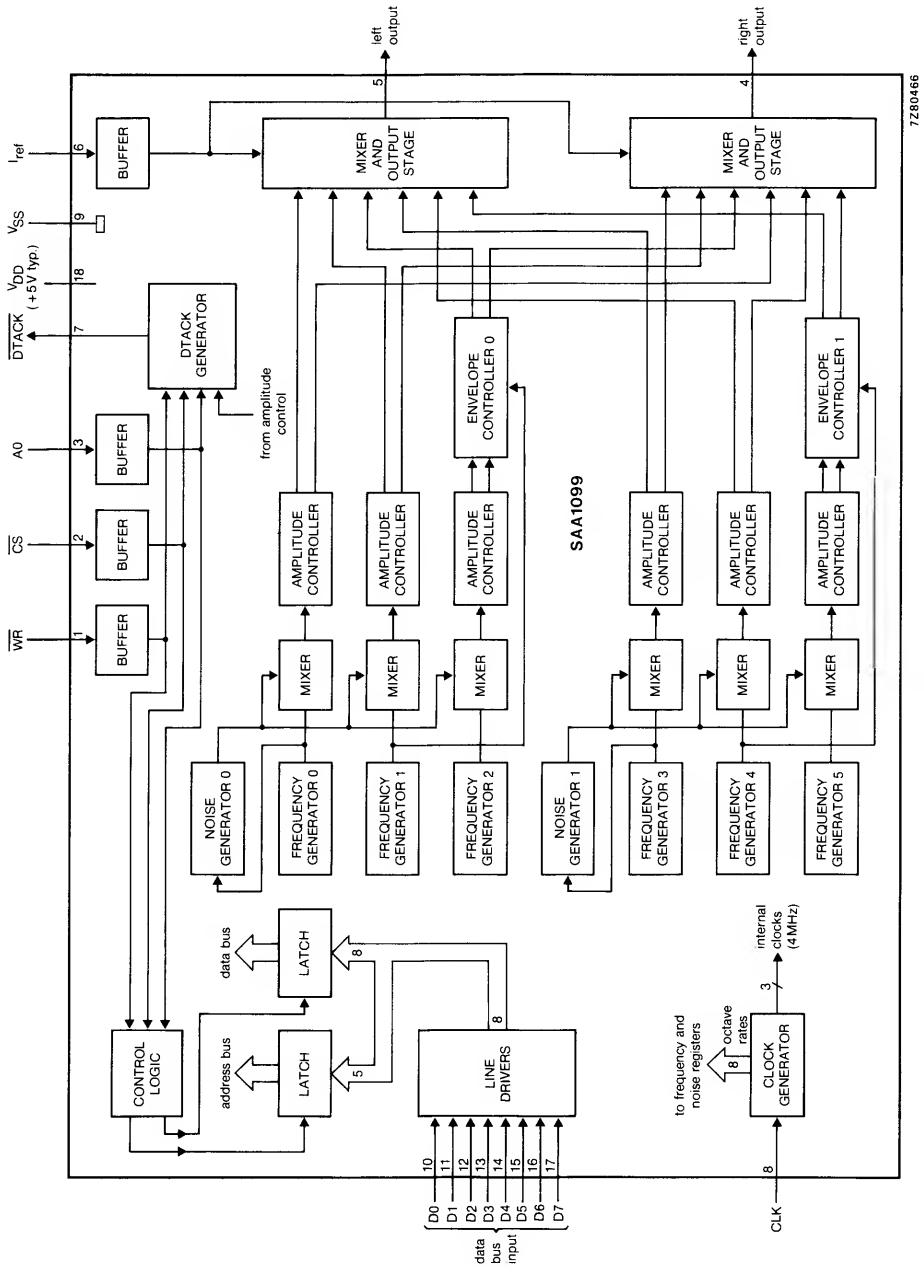 WR
1
BUFFER
CS
2
BUFFER
A0
3
BUFFER
DTACK
7
DTACK
GENERATOR
from amplitude
control
VDD
(+5 V typ.)
18
VSS
9
Iref
6
BUFFER
CONTROL
LOGIC
address bus
LATCH
5
data bus
LATCH
8
8
LINE
DRIVERS
data
bus
input
D0
10
D1
11
D2
12
D3
13
D4
14
D5
15
D6
16
D7
17
NOISE
GENERATOR 0
FREQUENCY
GENERATOR 0
MIXER
AMPLITUDE
CONTROLLER
FREQUENCY
GENERATOR 1
MIXER
AMPLITUDE
CONTROLLER
FREQUENCY
GENERATOR 2
MIXER
AMPLITUDE
CONTROLLER
ENVELOPE
CONTROLLER 0
MIXER
AND
OUTPUT
STAGE
5
left
output
SAA1099
NOISE
GENERATOR 1
FREQUENCY
GENERATOR 3
MIXER
AMPLITUDE
CONTROLLER
FREQUENCY
GENERATOR 4
MIXER
AMPLITUDE
CONTROLLER
FREQUENCY
GENERATOR 5
MIXER
AMPLITUDE
CONTROLLER
ENVELOPE
CONTROLLER 1
MIXER
AND
OUTPUT
STAGE
4
right
output
to frequency and
noise registers
8
octave
rates
CLK
8
CLOCK
GENERATOR
3
internal
clocks
(4 MHz)
7Z80466